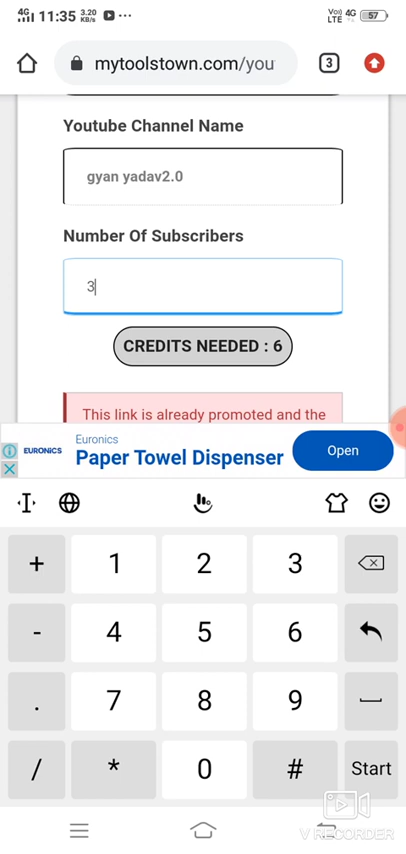 4G 11:35 3.20 KB/s ··· Vo) LTE 4G 57
mytoolstown.com/you 3
Youtube Channel Name
gyan yadav2.0
Number Of Subscribers
3
CREDITS NEEDED : 6
This link is already promoted and the
EURONICS Euronics
Paper Towel Dispenser Open
+ 1 2 3
- 4 5 6
. 7 8 9
/ * 0 # Start
V RECORDER